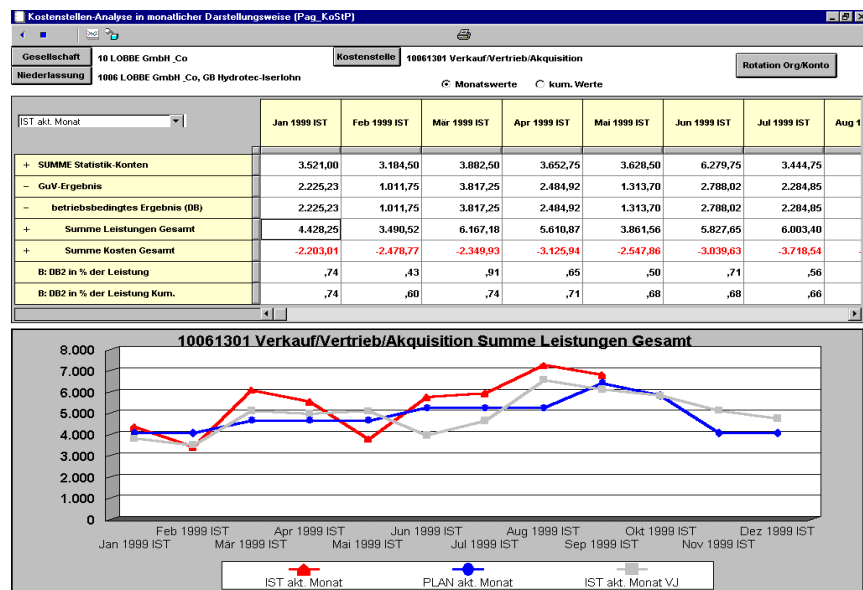 Kostenstellen-Analyse in monatlicher Darstellungsweise (Pag_KoStP)
Gesellschaft 10 LOBBE GmbH_Co Kostenstelle 10061301 Verkauf/Vertrieb/Akquisition Rotation Org/Konto
Niederlassung 1006 LOBBE GmbH_Co, GB Hydrotec-Iserlohn Monatswerte kum. Werte
IST akt. Monat Jan 1999 IST Feb 1999 IST Mär 1999 IST Apr 1999 IST Mai 1999 IST Jun 1999 IST Jul 1999 IST Aug 1
+ SUMME Statistik-Konten 3.521,00 3.184,50 3.882,50 3.652,75 3.628,50 6.279,75 3.444,75
- GuV-Ergebnis 2.225,23 1.011,75 3.817,25 2.484,92 1.313,70 2.788,02 2.284,85
- betriebsbedingtes Ergebnis (DB) 2.225,23 1.011,75 3.817,25 2.484,92 1.313,70 2.788,02 2.284,85
+ Summe Leistungen Gesamt 4.428,25 3.490,52 6.167,18 5.610,87 3.861,56 5.827,65 6.003,40
+ Summe Kosten Gesamt -2.203,01 -2.478,77 -2.349,93 -3.125,94 -2.547,86 -3.039,63 -3.718,54 -
B: DB2 in % der Leistung ,74 ,43 ,91 ,65 ,50 ,71 ,56
B: DB2 in % der Leistung Kum. ,74 ,60 ,74 ,71 ,68 ,68 ,66
10061301 Verkauf/Vertrieb/Akquisition Summe Leistungen Gesamt
8.000
7.000
6.000
5.000
4.000
3.000
2.000
1.000
0
Feb 1999 IST Apr 1999 IST Jun 1999 IST Aug 1999 IST Okt 1999 IST Dez 1999 IST
Jan 1999 IST Mär 1999 IST Mai 1999 IST Jul 1999 IST Sep 1999 IST Nov 1999 IST
IST akt. Monat PLAN akt. Monat IST akt. Monat VJ